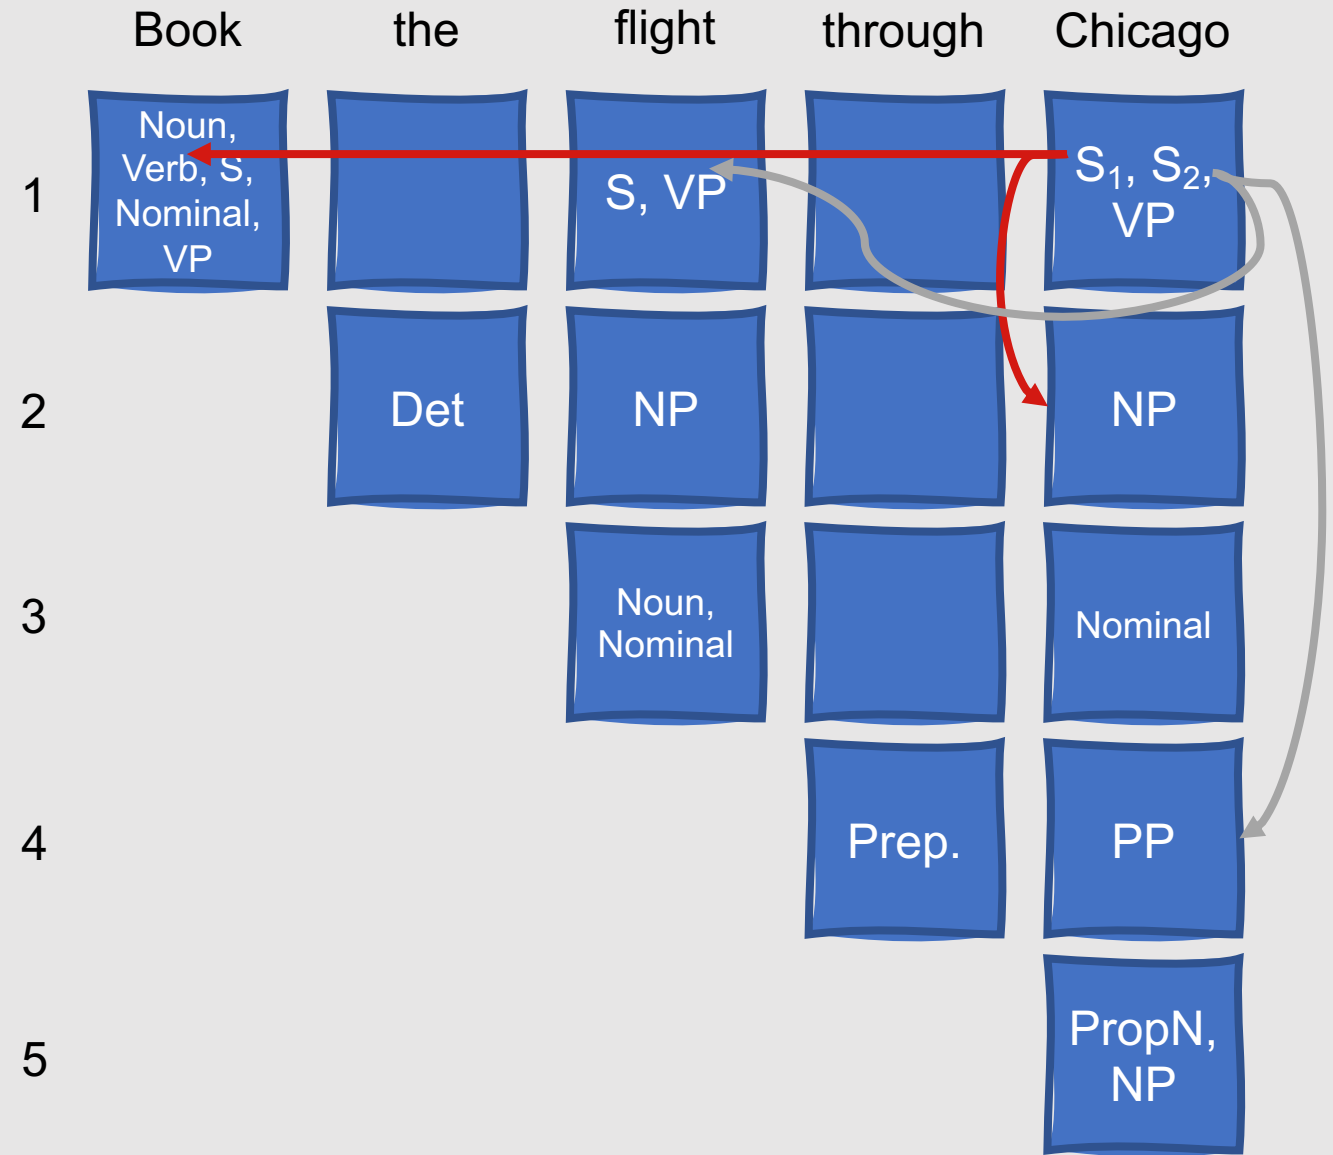 Book the flight through Chicago
1
Noun,
Verb, S,
Nominal,
VP
S, VP
S₁, S₂,
VP
2
Det
NP
NP
3
Noun,
Nominal
Nominal
4
Prep.
PP
5
PropN,
NP